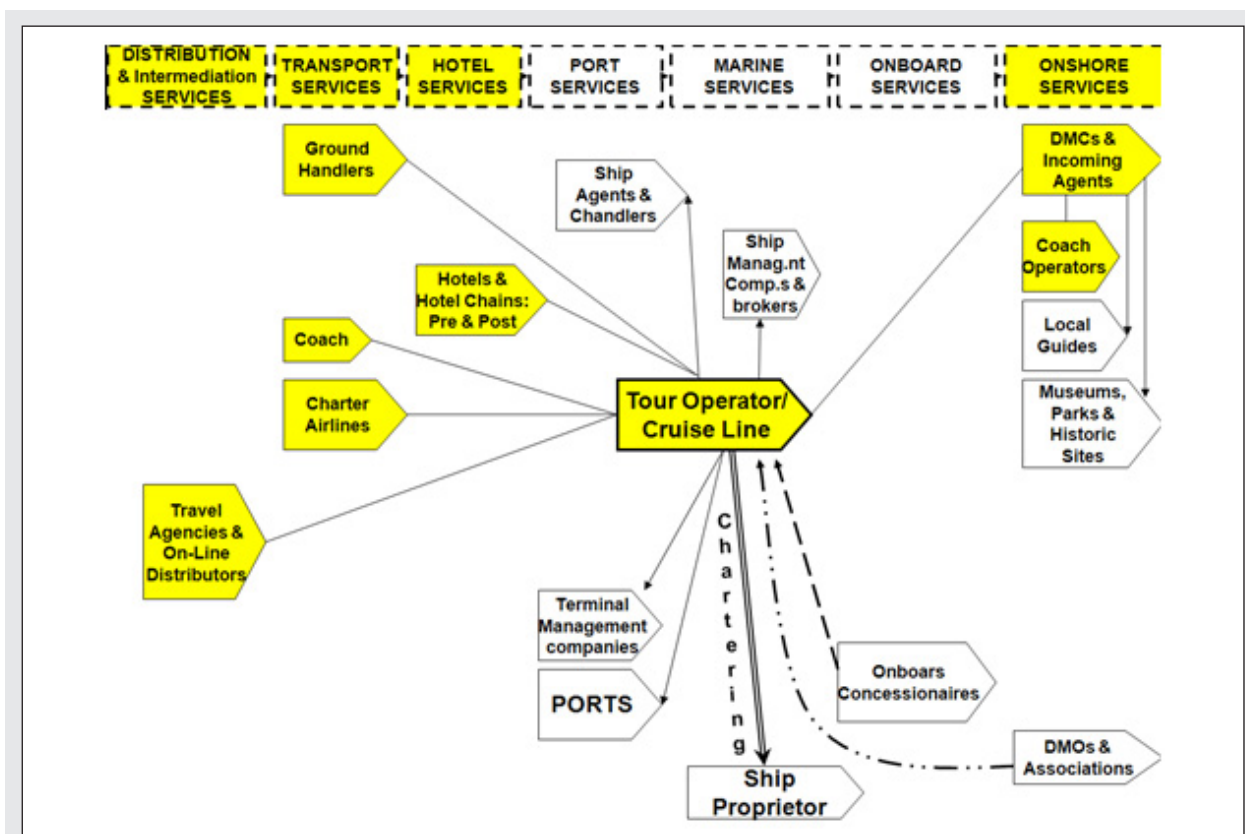 DISTRIBUTION
& Intermediation
SERVICES
TRANSPORT
SERVICES
HOTEL
SERVICES
PORT
SERVICES
MARINE
SERVICES
ONBOARD
SERVICES
ONSHORE
SERVICES
Ground
Handlers
Ship
Agents &
Chandlers
DMCs &
Incoming
Agents
Ship
Manag.nt
Comp.s &
brokers
Coach
Operators
Hotels &
Hotel Chains:
Pre & Post
Coach
Local
Guides
Charter
Airlines
Tour Operator/
Cruise Line
Museums,
Parks &
Historic
Sites
Travel
Agencies &
On-Line
Distributors
Chartering
Terminal
Management
companies
PORTS
Onboars
Concessionaires
DMOs &
Associations
Ship
Proprietor